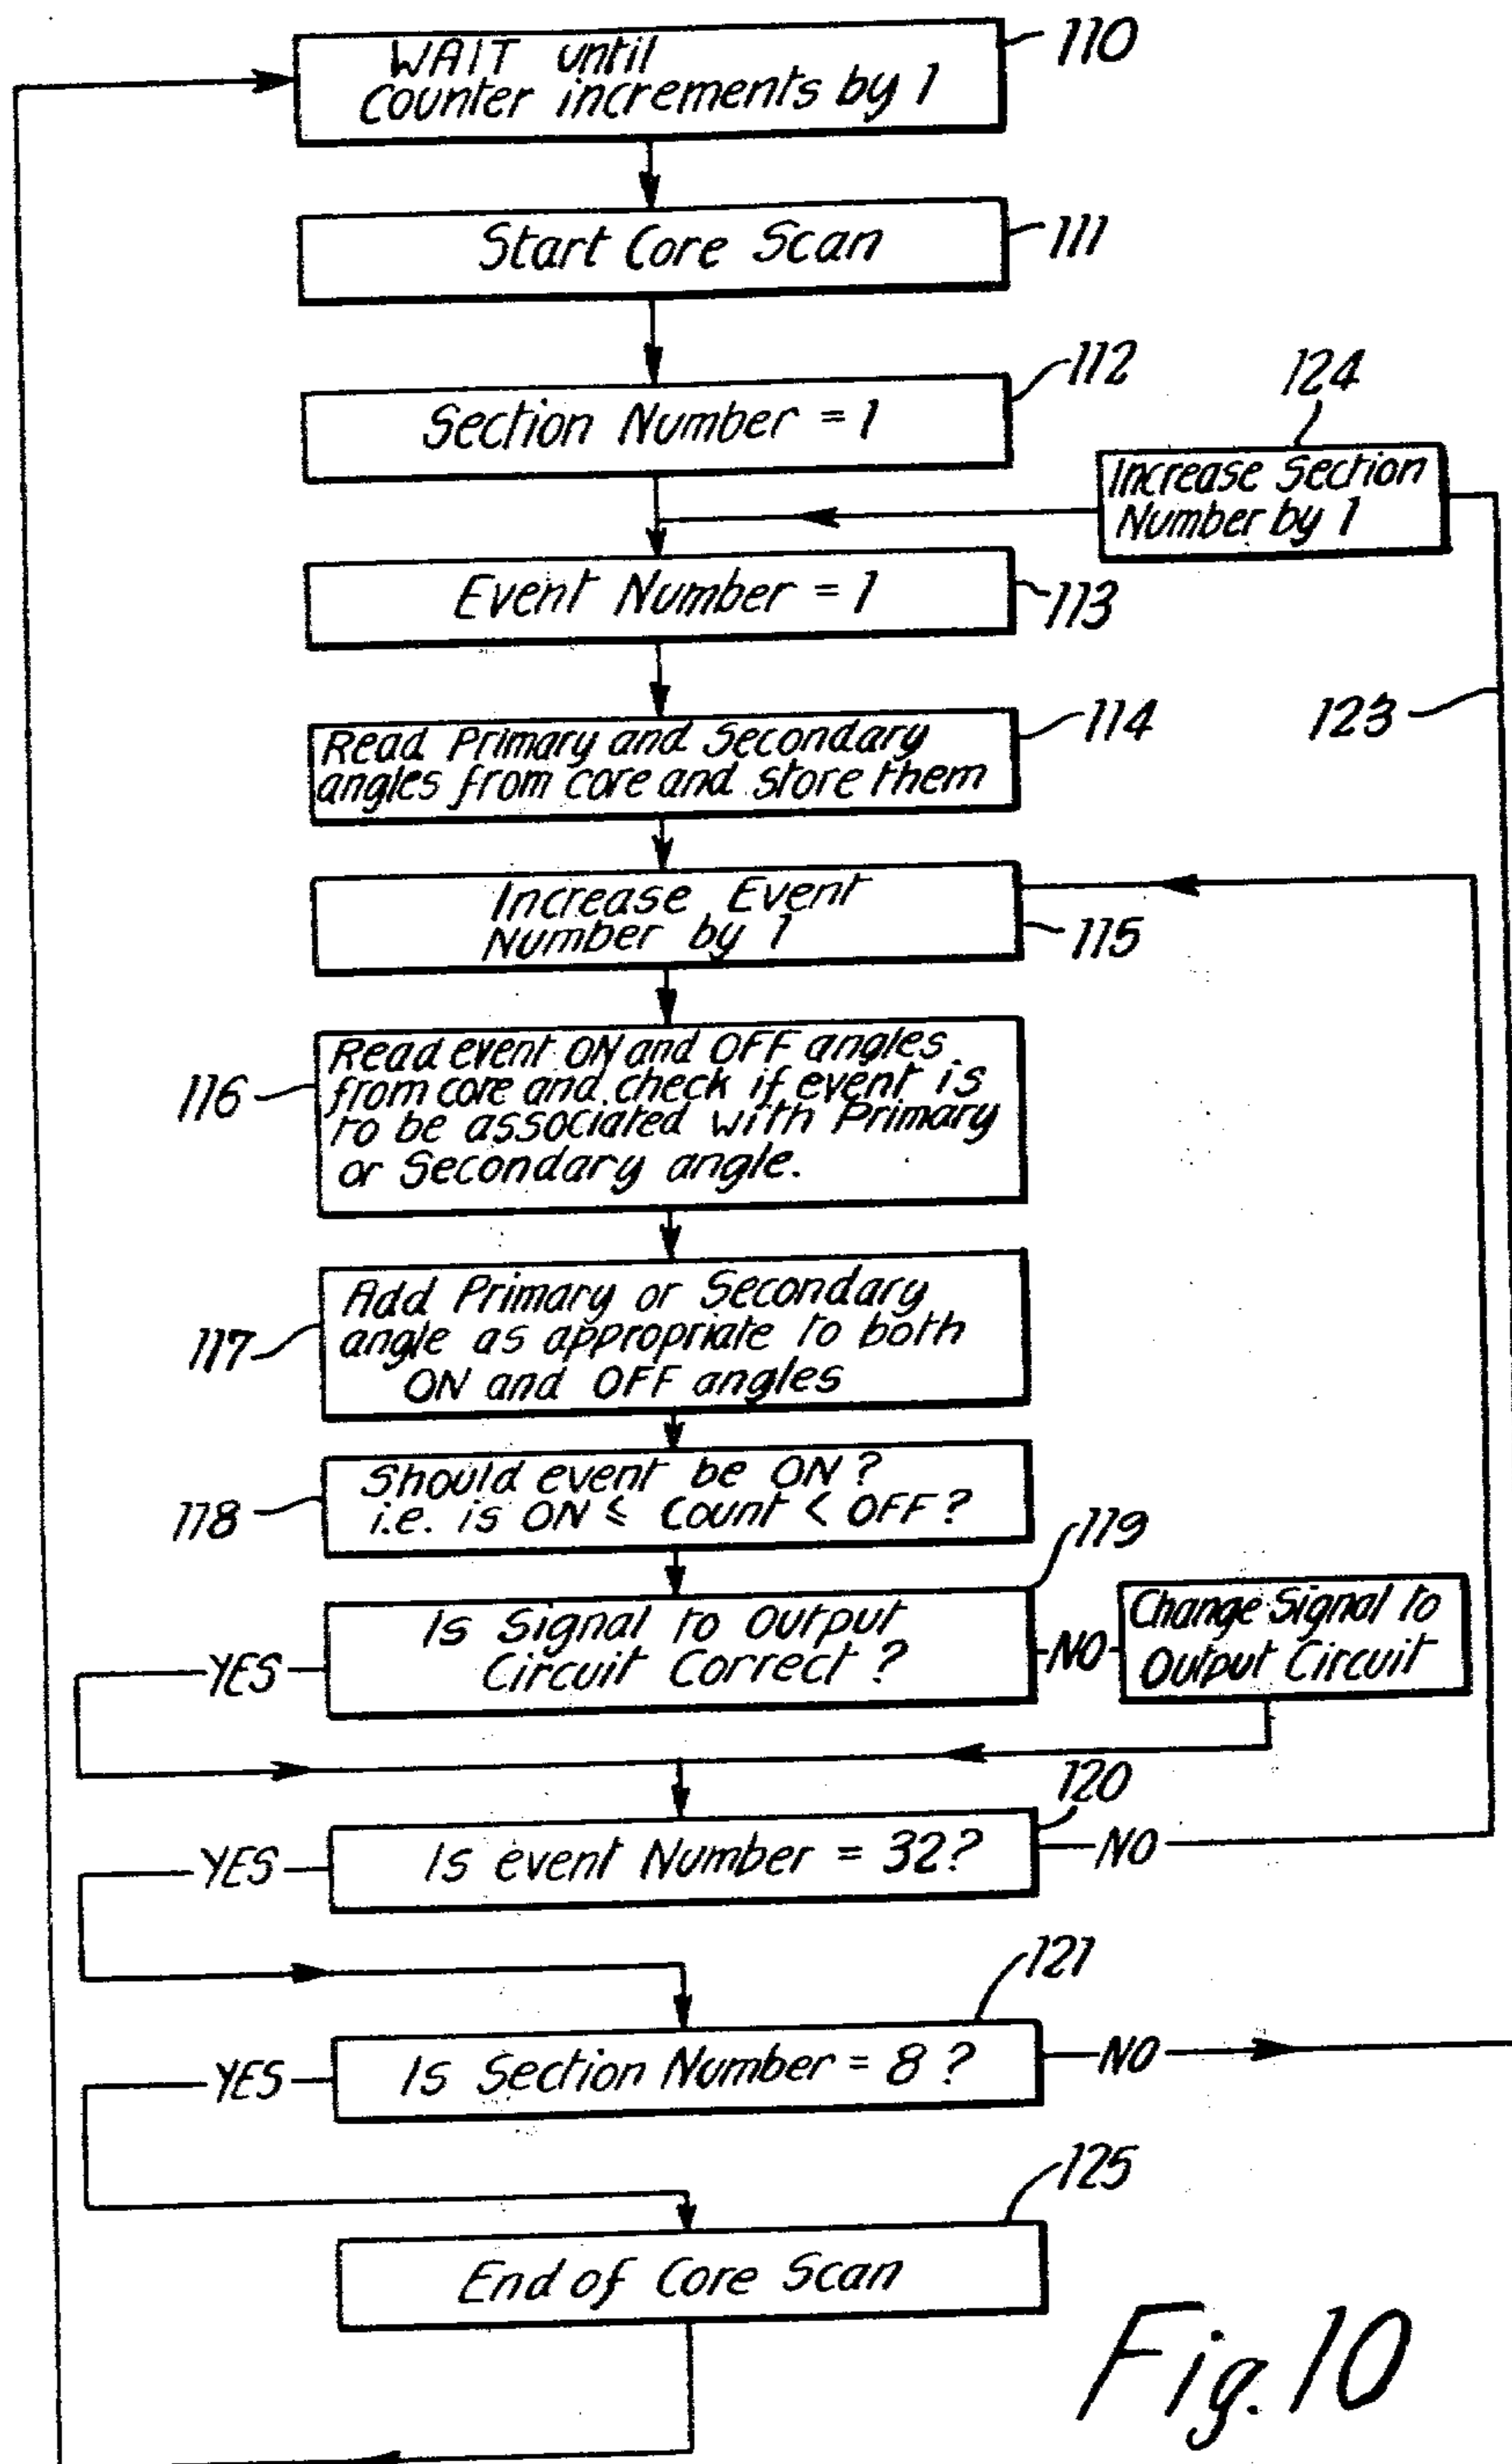 WAIT until
counter increments by 1
110
Start Core Scan
111
Section Number = 1
112
124
Increase Section
Number by 1
Event Number = 1
113
Read Primary and Secondary
angles from core and store them
114
123
Increase Event
Number by 1
115
Read event ON and OFF angles
from core and check if event is
to be associated with Primary
or Secondary angle.
116
Add Primary or Secondary
angle as appropriate to both
ON and OFF angles
117
Should event be ON?
i.e. is ON ≤ Count < OFF?
118
119
Is Signal to Output
Circuit Correct?
YES
NO
Change Signal to
Output Circuit
120
Is event Number = 32?
YES
NO
121
Is Section Number = 8?
YES
NO
125
End of Core Scan
Fig. 10